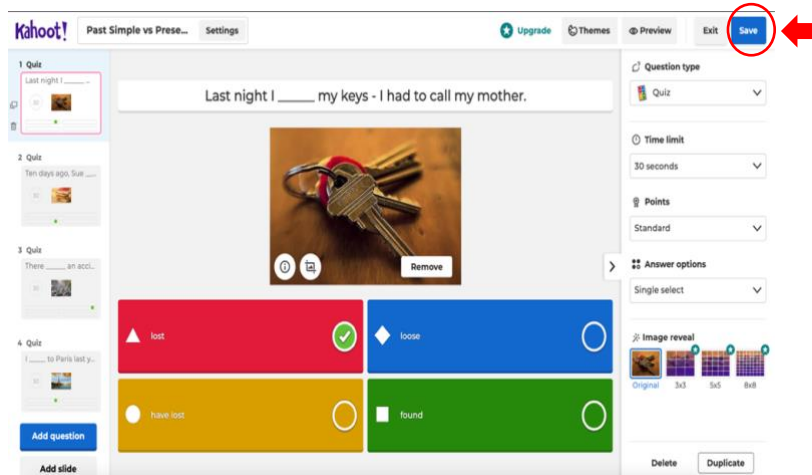 Kahoot!
Past Simple vs Prese...
Settings
Upgrade
Themes
Preview
Exit
Save
1 Quiz
Last night I _____ ...
2 Quiz
Ten days ago, Sue ___
3 Quiz
There _____ an acci...
4 Quiz
I ____ to Paris last y...
Add question
Add slide
Last night I _____ my keys - I had to call my mother.
Remove
lost
loose
have lost
found
Question type
Quiz
Time limit
30 seconds
Points
Standard
Answer options
Single select
Image reveal
Original
3x3
5x5
8x8
Delete
Duplicate